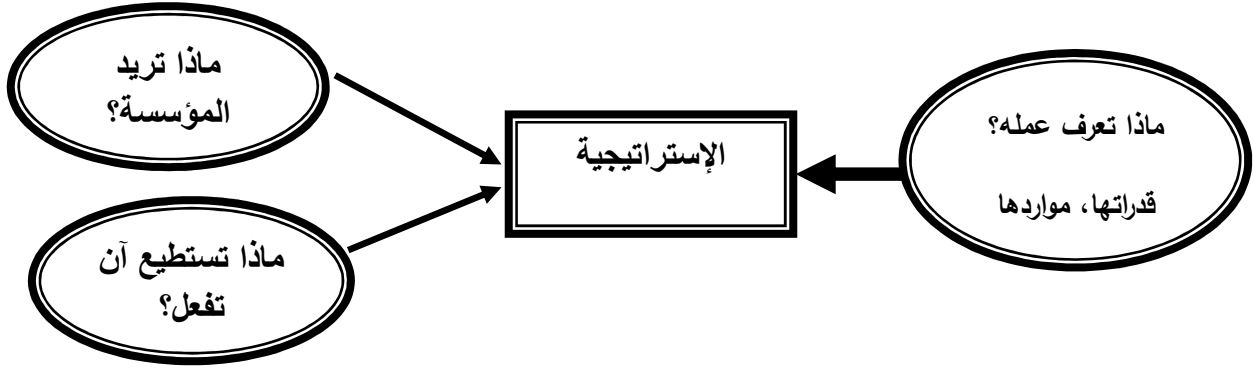 ماذا تريد
المؤسسة؟
ماذا تعرف عمله؟
قدراتها، مواردها
الإستراتيجية
ماذا تستطيع آن
تفعل؟